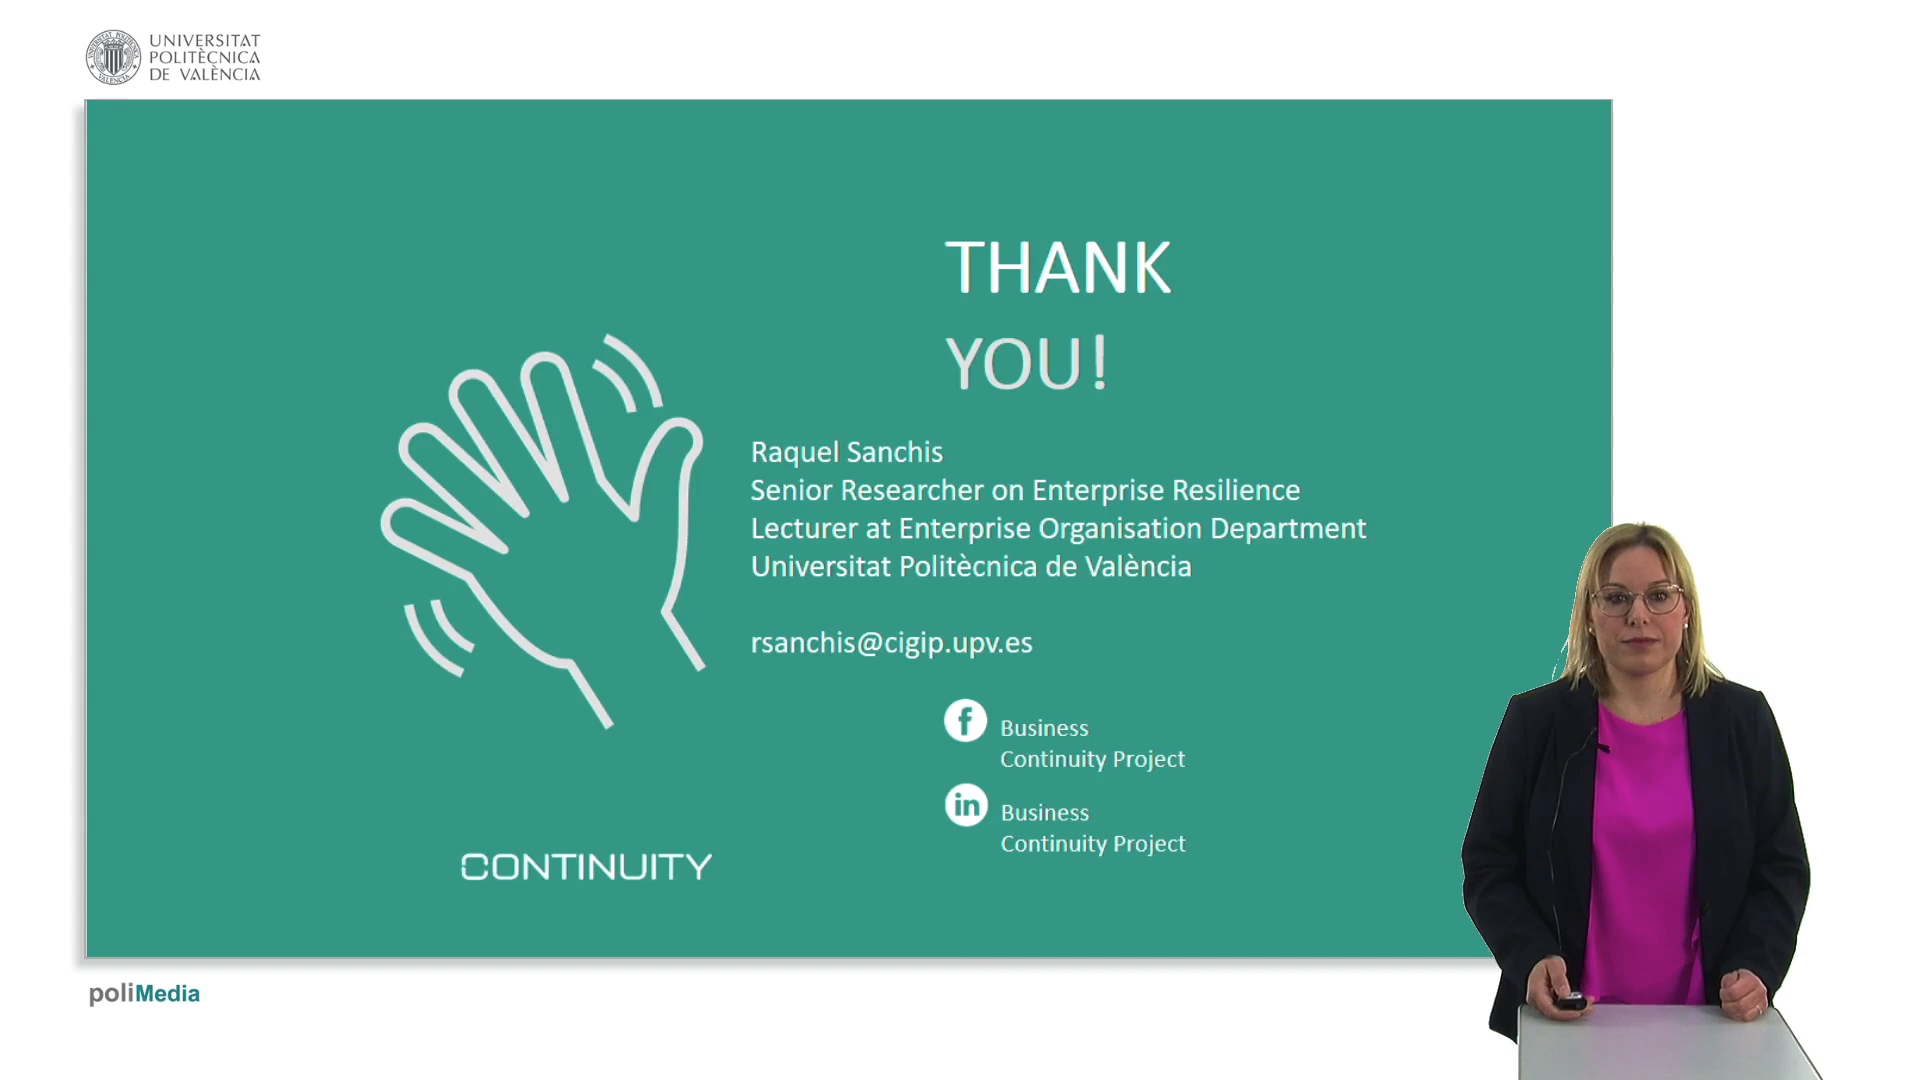 UNIVERSITAT
POLITÈCNICA
DE VALÈNCIA
THANK
YOU!
Raquel Sanchis
Senior Researcher on Enterprise Resilience
Lecturer at Enterprise Organisation Department
Universitat Politècnica de València
rsanchis@cigip.upv.es
f Business
Continuity Project
in Business
Continuity Project
CONTINUITY
poliMedia